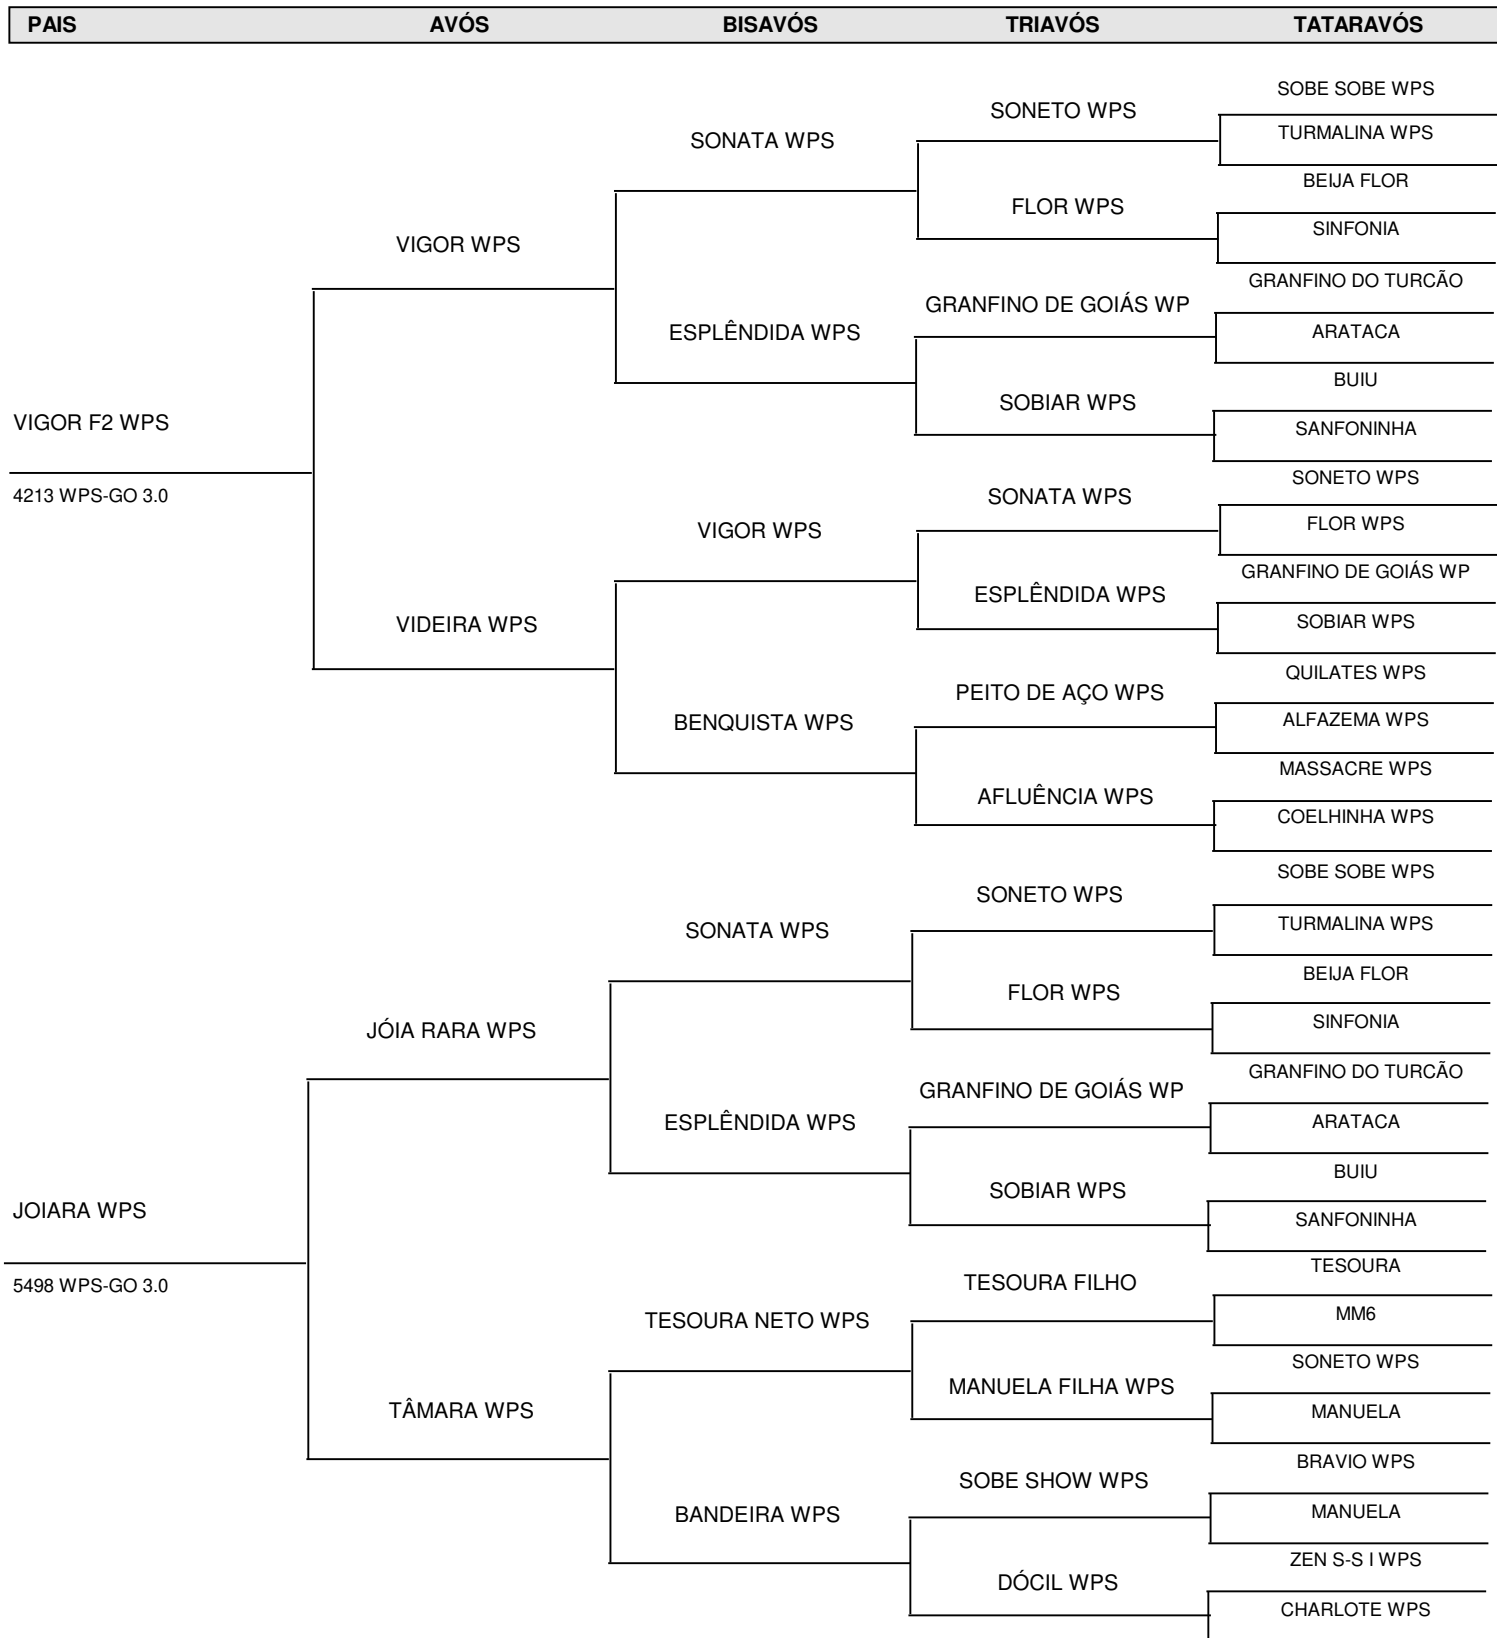 PAIS AVÓS BISAVÓS TRIAVÓS TATARAVÓS
SOBE SOBE WPS
SONETO WPS
TURMALINA WPS
SONATA WPS
BEIJA FLOR
FLOR WPS
SINFONIA
VIGOR WPS
GRANFINO DO TURCÃO
GRANFINO DE GOIÁS WP
ARATACA
ESPLÊNDIDA WPS
BUIU
SOBIAR WPS
SANFONINHA
VIGOR F2 WPS
4213 WPS-GO 3.0
SONETO WPS
SONATA WPS
FLOR WPS
VIGOR WPS
GRANFINO DE GOIÁS WP
ESPLÊNDIDA WPS
SOBIAR WPS
VIDEIRA WPS
QUILATES WPS
PEITO DE AÇO WPS
ALFAZEMA WPS
BENQUISTA WPS
MASSACRE WPS
AFLUÊNCIA WPS
COELHINHA WPS
SOBE SOBE WPS
SONETO WPS
TURMALINA WPS
SONATA WPS
BEIJA FLOR
FLOR WPS
SINFONIA
JÓIA RARA WPS
GRANFINO DO TURCÃO
GRANFINO DE GOIÁS WP
ARATACA
ESPLÊNDIDA WPS
BUIU
SOBIAR WPS
SANFONINHA
JOIARA WPS
5498 WPS-GO 3.0
TESOURA
TESOURA FILHO
MM6
TESOURA NETO WPS
SONETO WPS
MANUELA FILHA WPS
MANUELA
TÂMARA WPS
BRAVIO WPS
SOBE SHOW WPS
MANUELA
BANDEIRA WPS
ZEN S-S I WPS
DÓCIL WPS
CHARLOTE WPS